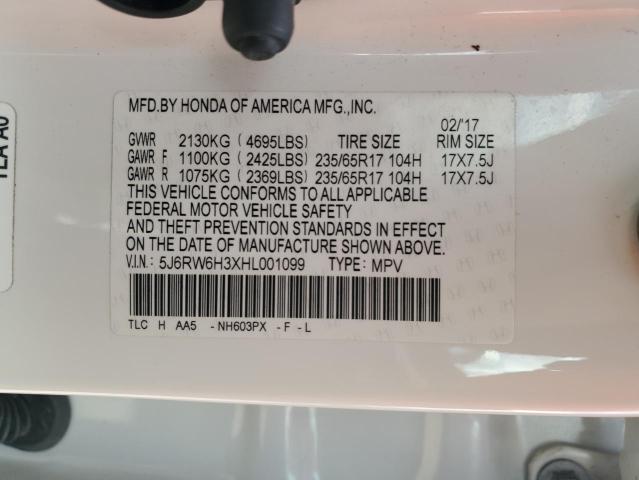 MFD.BY HONDA OF AMERICA MFG.,INC.
02/'17
GVWR 2130KG (4695LBS) TIRE SIZE RIM SIZE
GAWR F 1100KG (2425LBS) 235/65R17 104H 17X7.5J
GAWR R 1075KG (2369LBS) 235/65R17 104H 17X7.5J
THIS VEHICLE CONFORMS TO ALL APPLICABLE
FEDERAL MOTOR VEHICLE SAFETY
AND THEFT PREVENTION STANDARDS IN EFFECT
ON THE DATE OF MANUFACTURE SHOWN ABOVE.
V.I.N.: 5J6RW6H3XHL001099 TYPE: MPV
TLC H AA5 -NH603PX -F-L
TLA A0